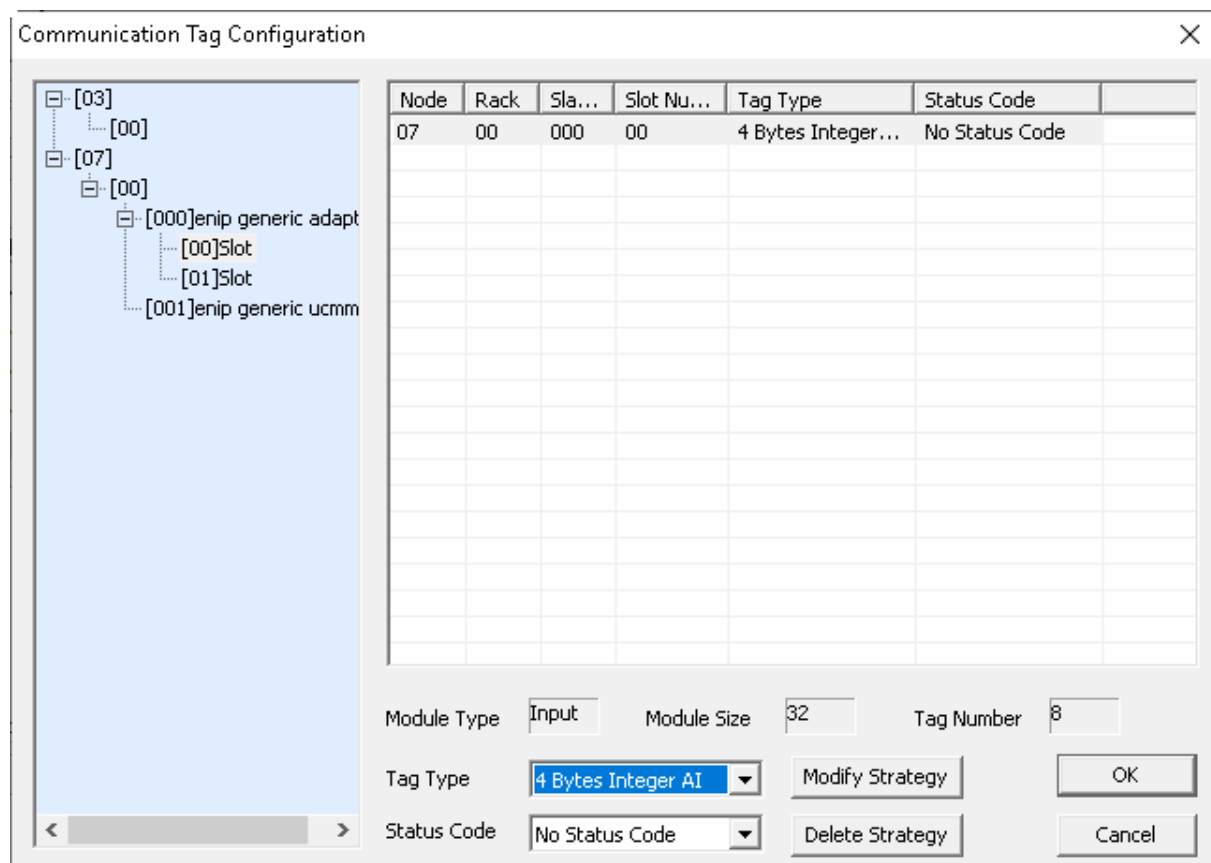 Communication Tag Configuration
[03]
[00]
[07]
[00]
[000]enip generic adapt
[00]Slot
[01]Slot
[001]enip generic ucmm
Node Rack Sla... Slot Nu... Tag Type Status Code
07 00 000 00 4 Bytes Integer... No Status Code
Module Type Input Module Size 32 Tag Number 8
Tag Type 4 Bytes Integer AI Modify Strategy OK
Status Code No Status Code Delete Strategy Cancel